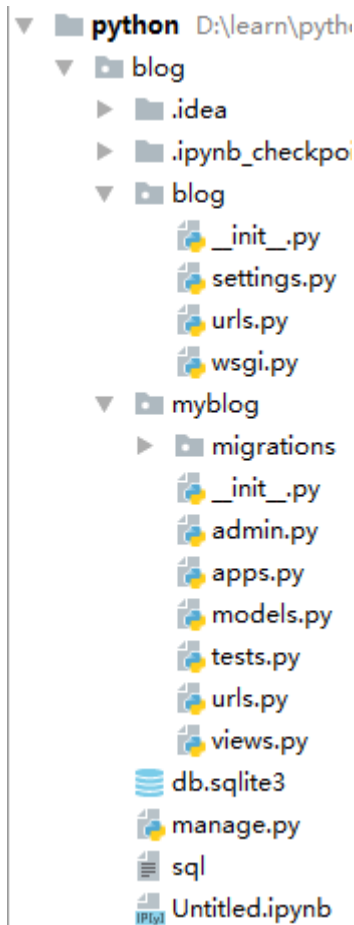 python D:\learn\pytho
blog
.idea
.ipynb_checkpoi
blog
__init__.py
settings.py
urls.py
wsgi.py
myblog
migrations
__init__.py
admin.py
apps.py
models.py
tests.py
urls.py
views.py
db.sqlite3
manage.py
sql
IP[y]
Untitled.ipynb